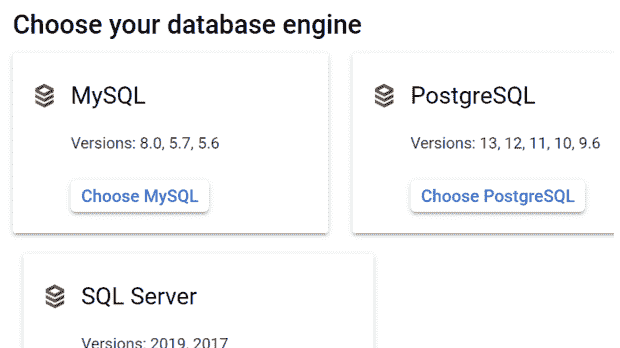 Choose your database engine
MySQL
Versions: 8.0, 5.7, 5.6
Choose MySQL
PostgreSQL
Versions: 13, 12, 11, 10, 9.6
Choose PostgreSQL
SQL Server
Versions: 2019, 2017